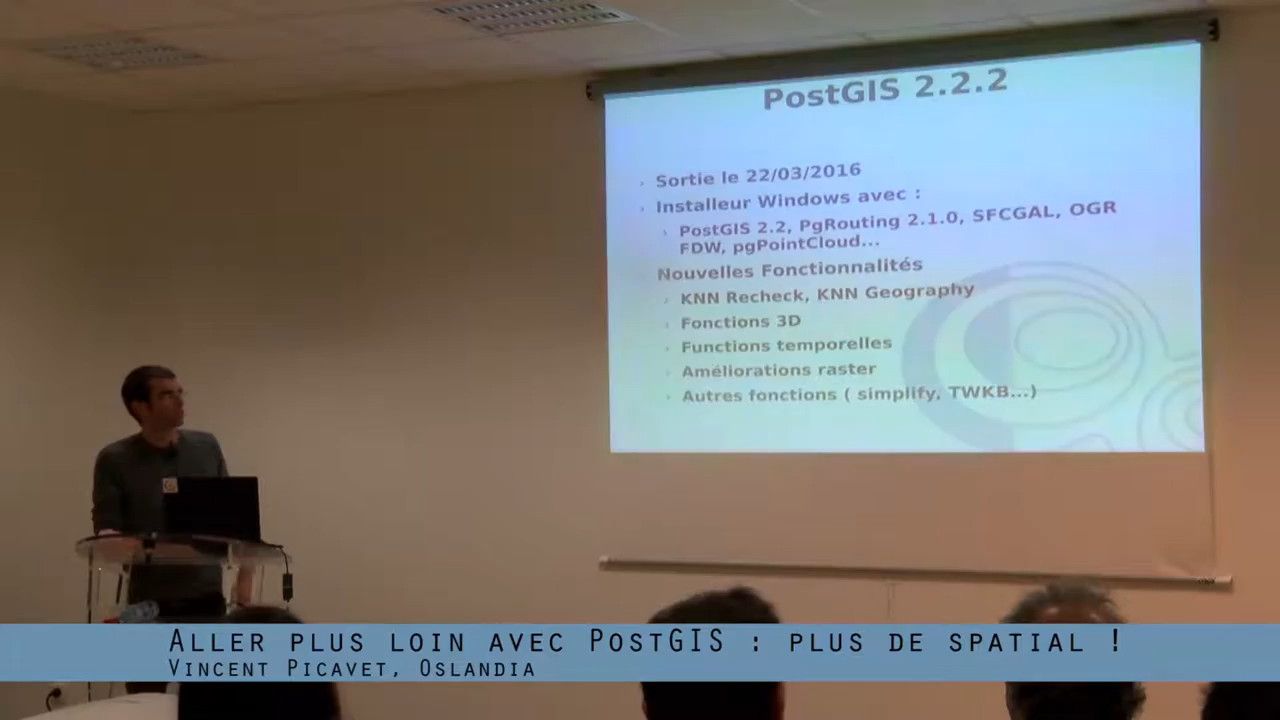 PostGIS 2.2.2
Sortie le 22/03/2016
Installeur Windows avec :
PostGIS 2.2, PgRouting 2.1.0, SFCGAL, OGR
FDW, pgPointCloud...
Nouvelles Fonctionnalités
KNN Recheck, KNN Geography
Fonctions 3D
Functions temporelles
Améliorations raster
Autres fonctions ( simplify, TWKB...)
ALLER PLUS LOIN AVEC POSTGIS : PLUS DE SPATIAL !
VINCENT PICAVET, OSLANDIA